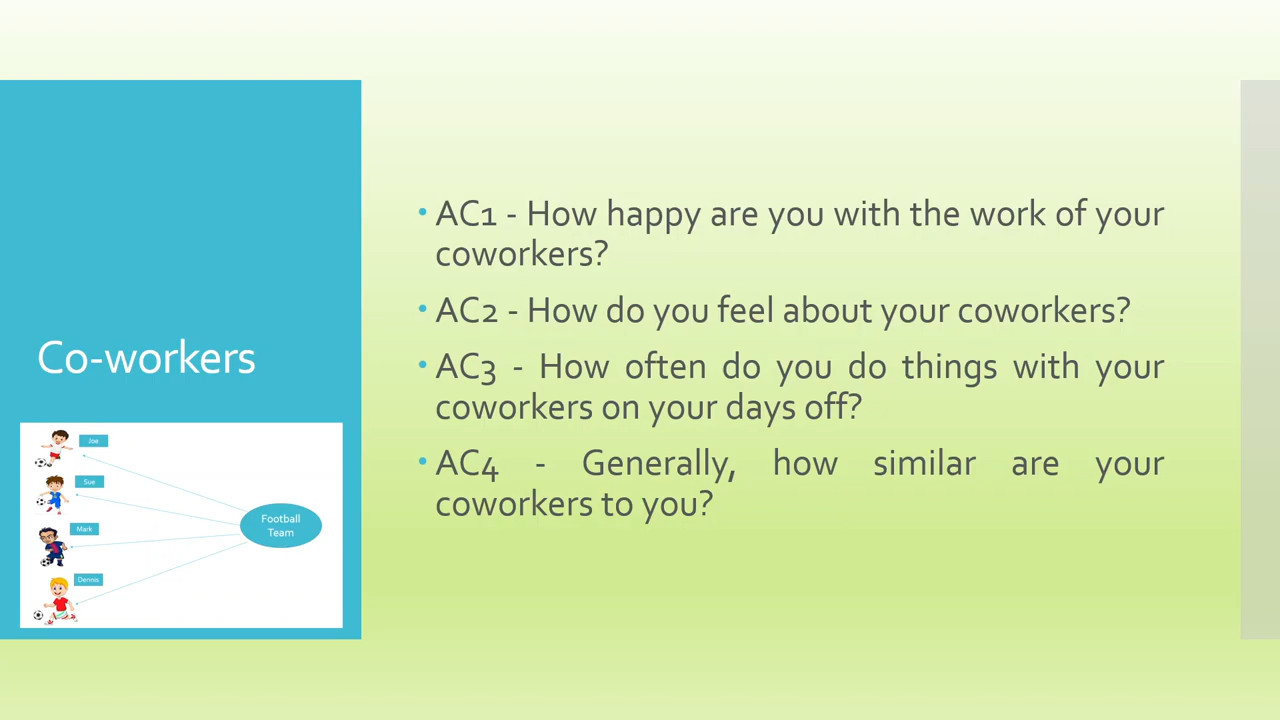 Co-workers
Joe
Sue
Mark
Dennis
Football
Team
• AC1 - How happy are you with the work of your
coworkers?
• AC2 - How do you feel about your coworkers?
• AC3 - How often do you do things with your
coworkers on your days off?
• AC4 - Generally, how similar are your
coworkers to you?